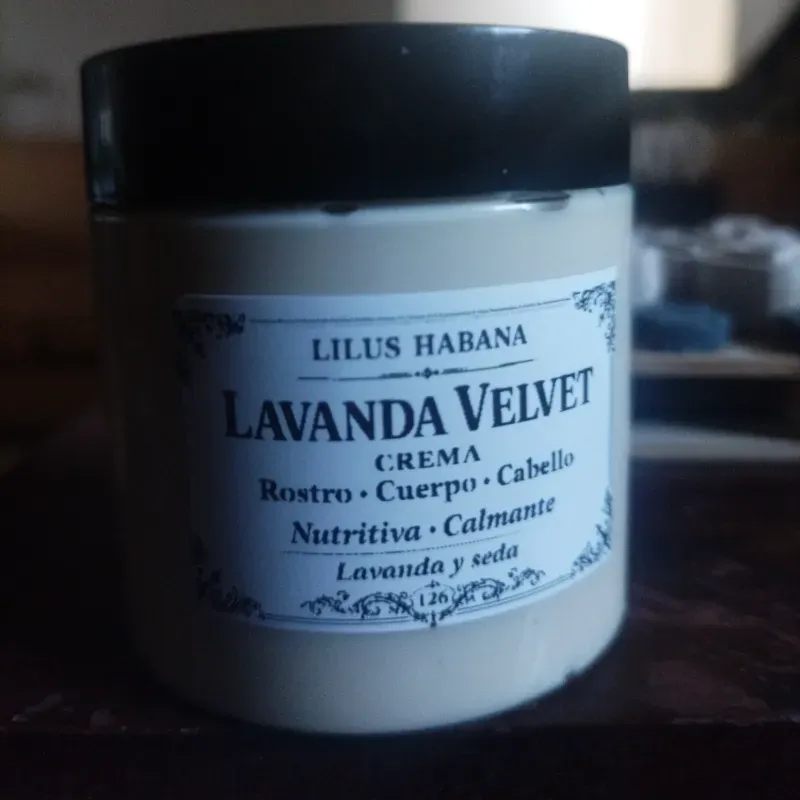 LILUS HABANA
LAVANDA VELVET
CREMA
Rostro • Cuerpo • Cabello
Nutritiva • Calmante
Lavanda y seda
126